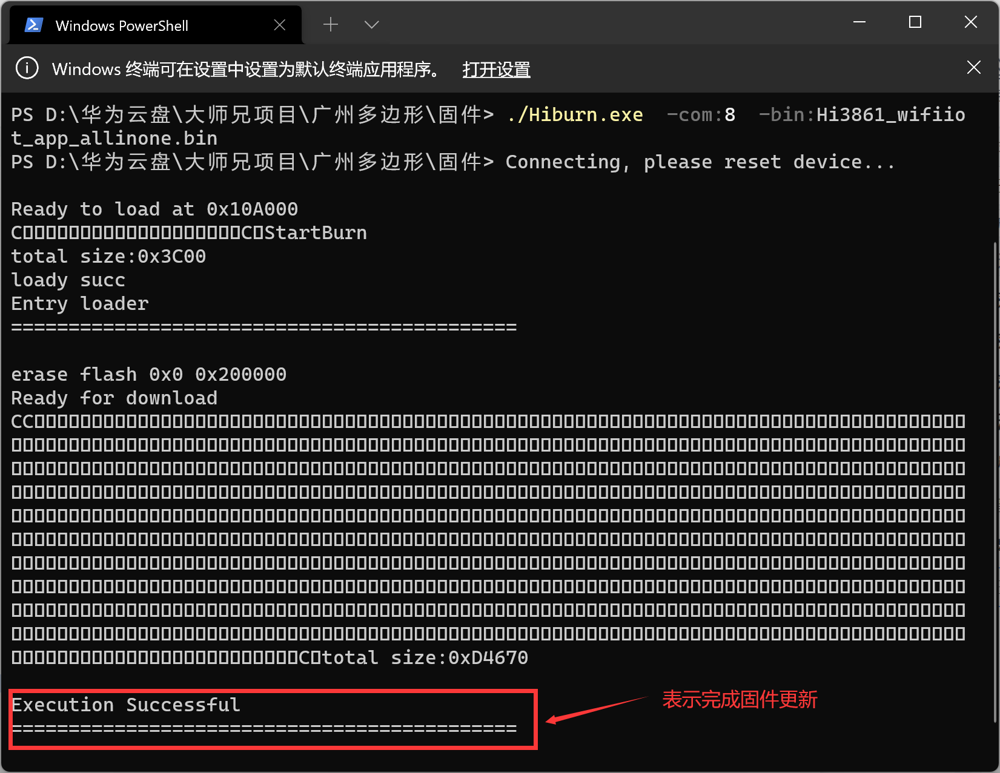 Windows PowerShell
Windows 终端可在设置中设置为默认终端应用程序。 打开设置
PS D:\华为云盘\大师兄项目\广州多边形\固件> ./Hiburn.exe -com:8 -bin:Hi3861_wifiio
t_app_allinone.bin
PS D:\华为云盘\大师兄项目\广州多边形\固件> Connecting, please reset device...
Ready to load at 0x10A000
C▯▯▯▯▯▯▯▯▯▯▯▯▯▯▯▯▯▯▯C▯StartBurn
total size:0x3C00
loady succ
Entry loader
============================================
erase flash 0x0 0x200000
Ready for download
CC
C▯total size:0xD4670
Execution Successful
============================================
表示完成固件更新